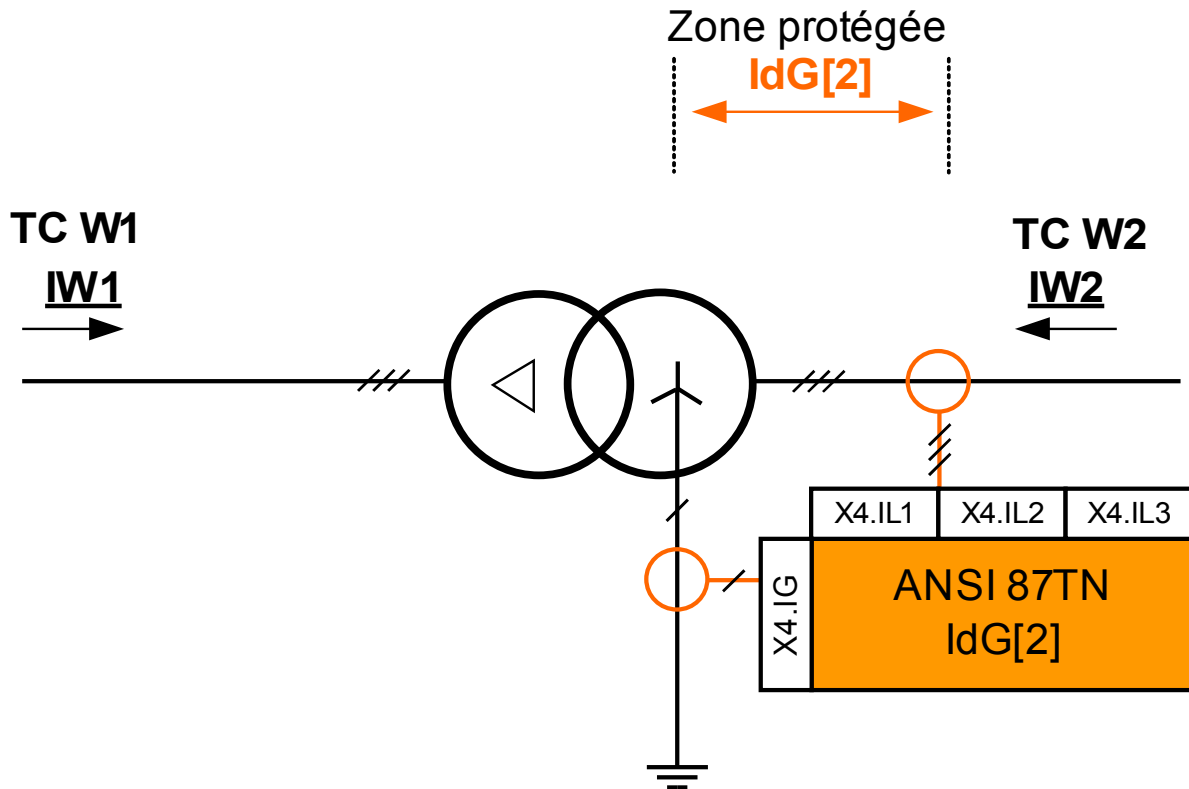 Zone protégée
IdG[2]
TC W1
IW1
TC W2
IW2
X4.IL1
X4.IL2
X4.IL3
X4.IG
ANSI 87TN
IdG[2]